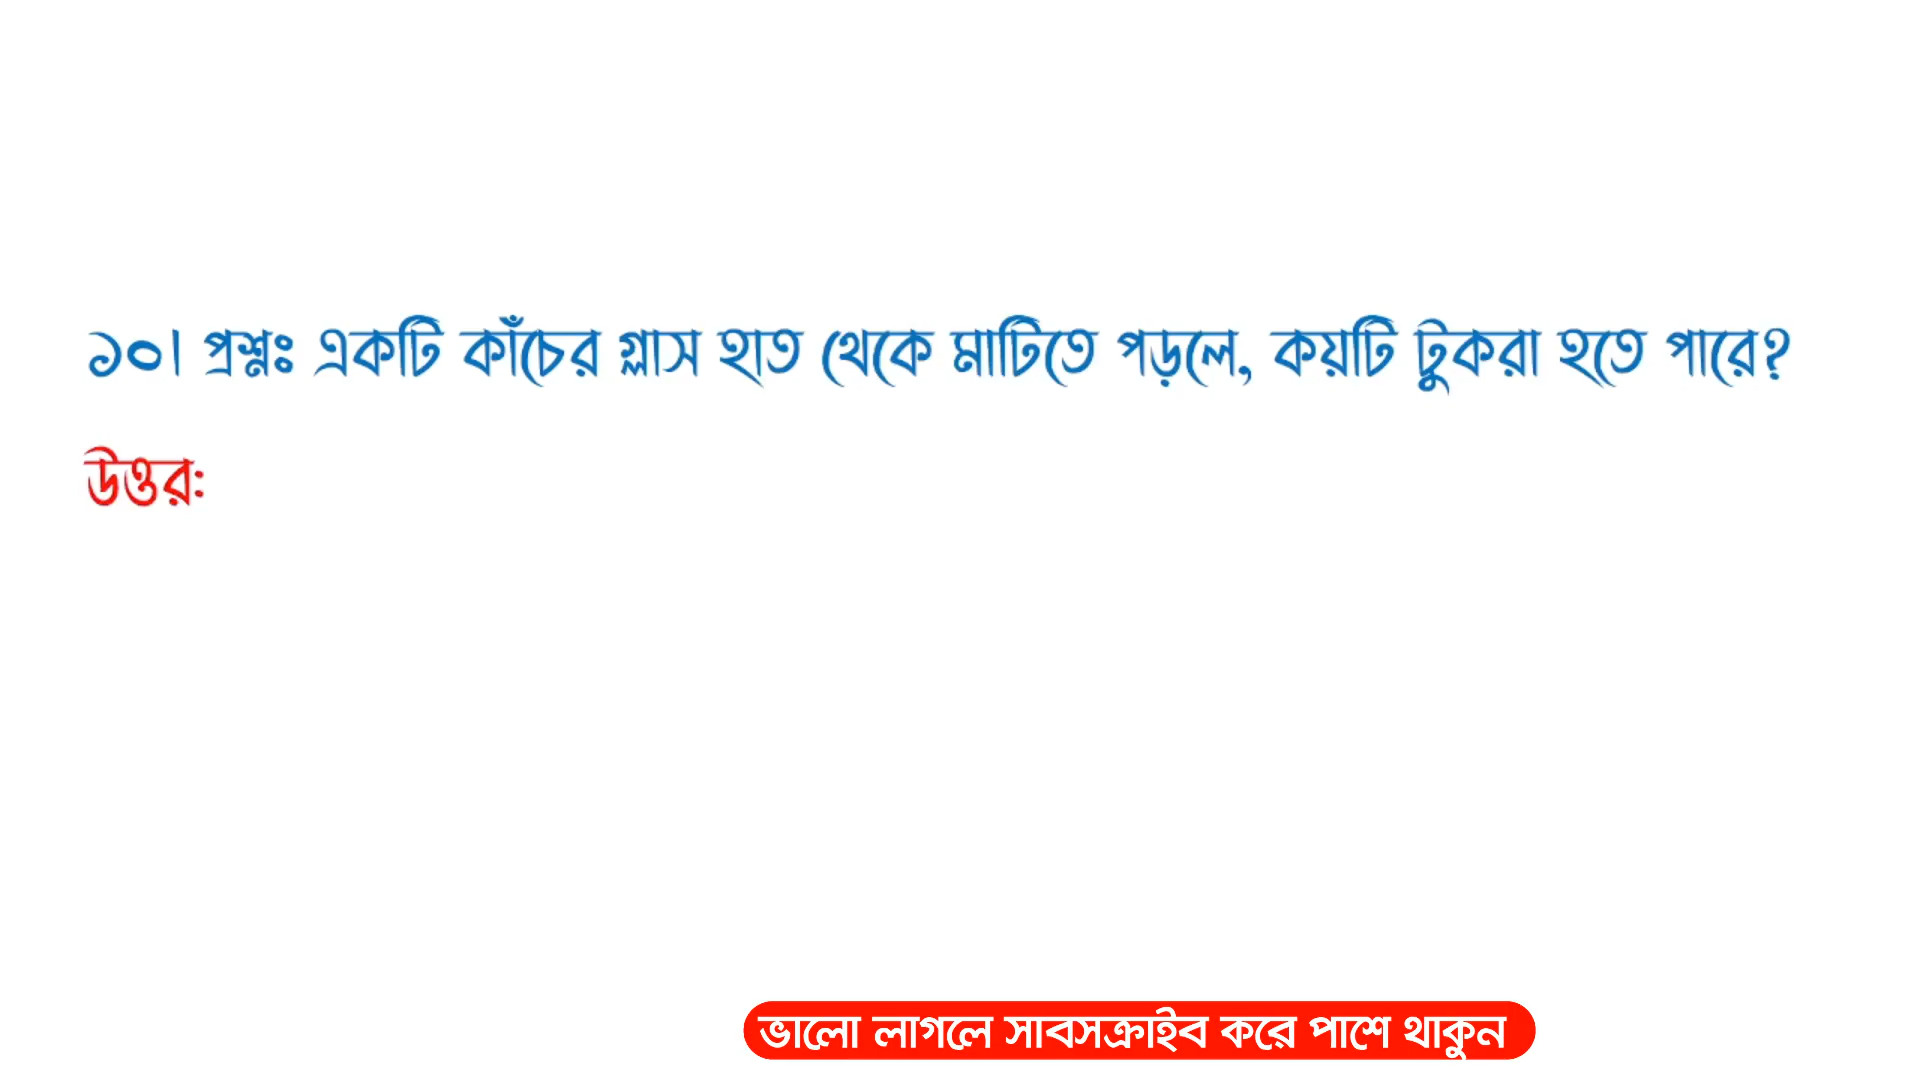 ১০। প্রশ্নঃ একটি কাঁচের গ্লাস হাত থেকে মাটিতে পড়লে, কয়টি টুকরা হতে পারে?
উত্তর:
ভালো লাগলে সাবসক্রাইব করে পাশে থাকুন